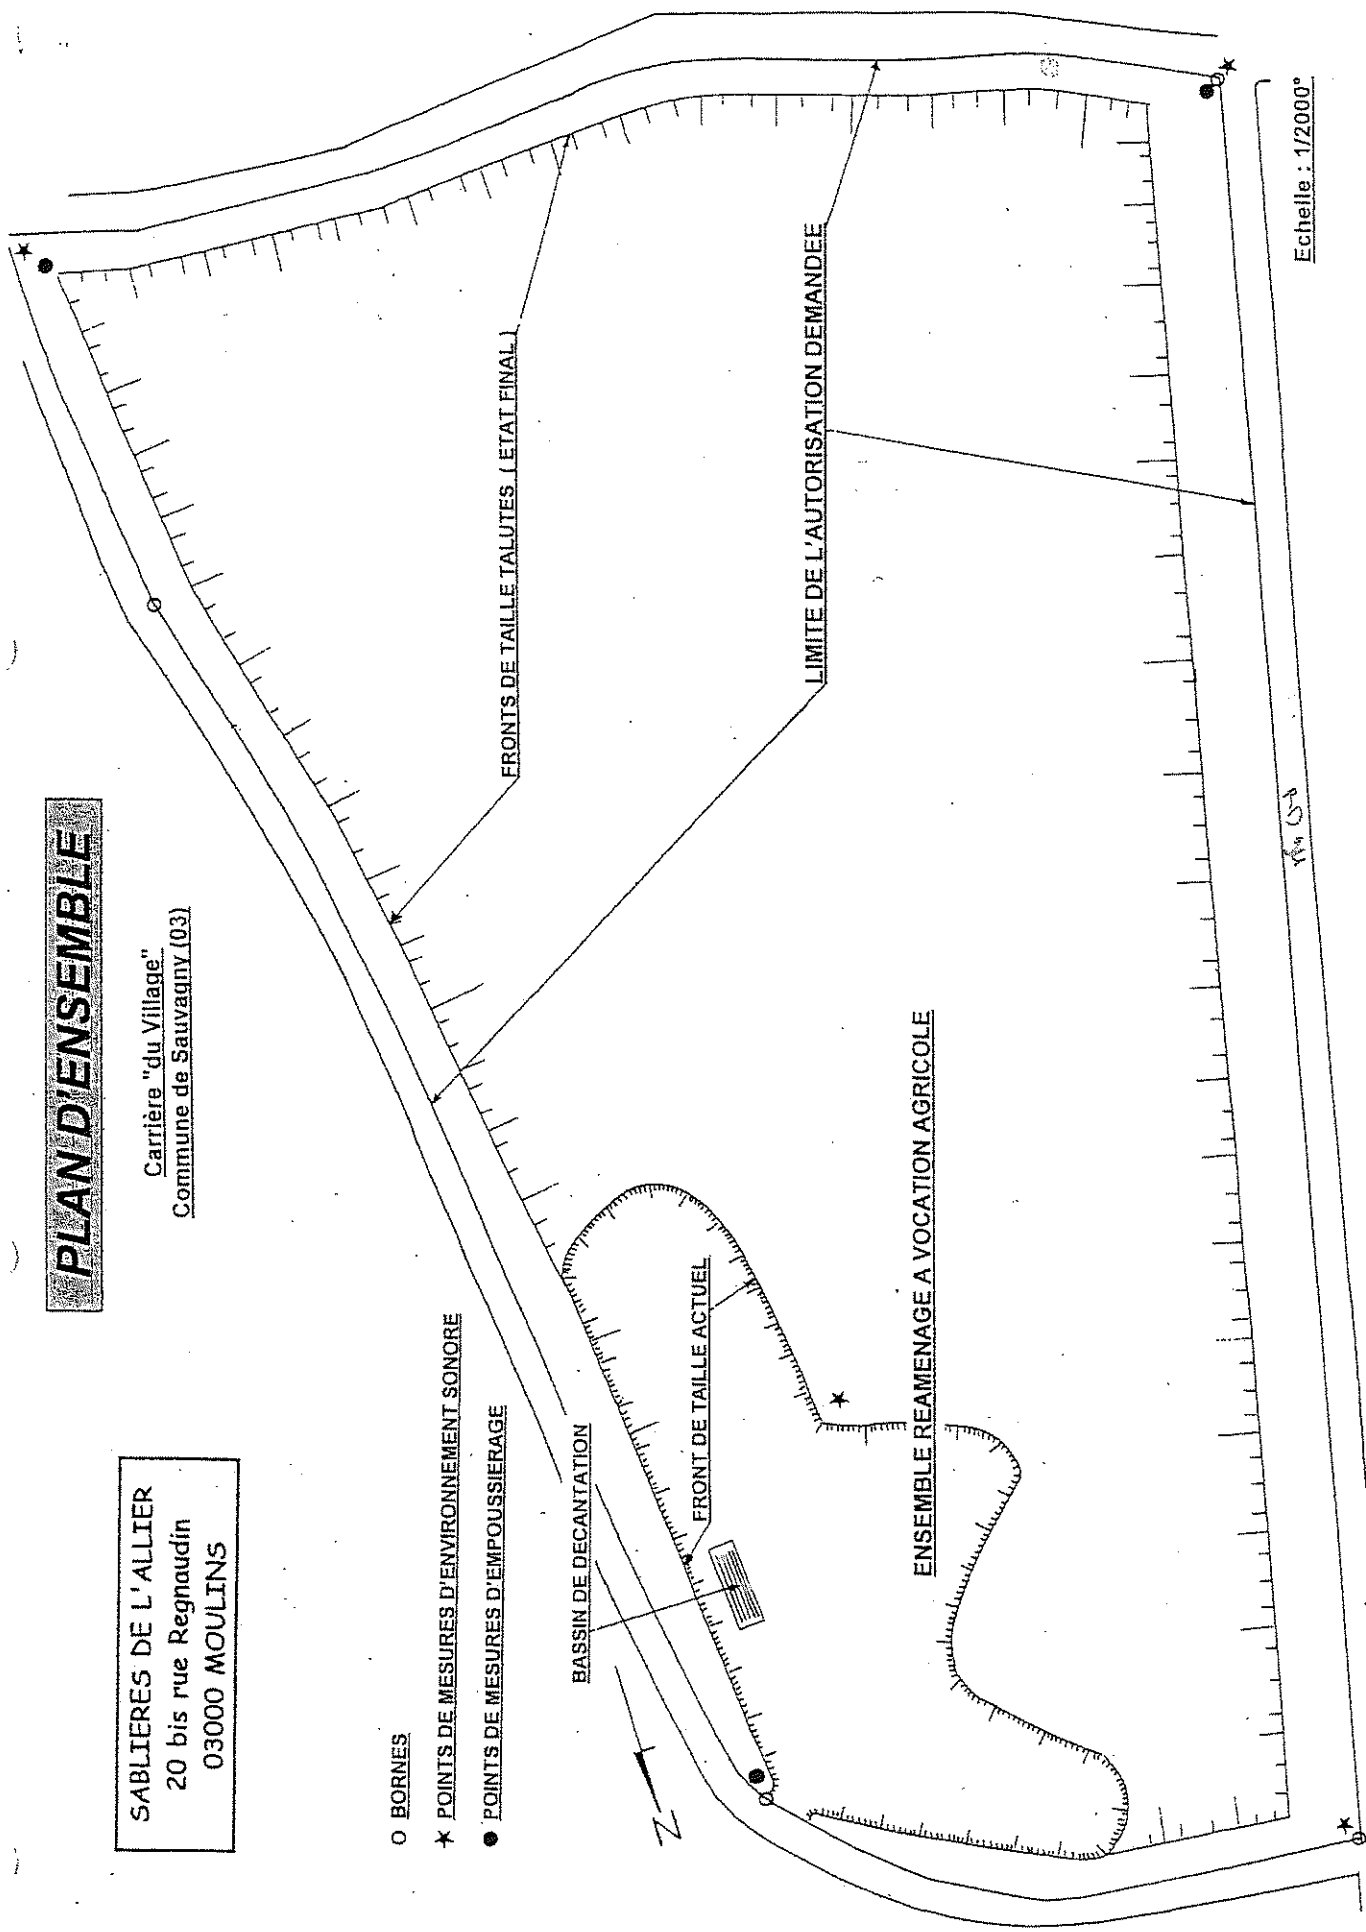 PLAN D'ENSEMBLE
Carrière "du Village"
Commune de Sauvagny (03)
SABLIERES DE L'ALLIER
20 bis rue Regnaudin
03000 MOULINS
O BORNES
★ POINTS DE MESURES D'ENVIRONNEMENT SONORE
● POINTS DE MESURES D'EMPOUSSIERAGE
BASSIN DE DECANTATION
N
FRONT DE TAILLE ACTUEL
FRONTS DE TAILLE TALUTES ( ETAT FINAL )
LIMITE DE L'AUTORISATION DEMANDEE
ENSEMBLE REAMENAGE A VOCATION AGRICOLE
Echelle : 1/2000°